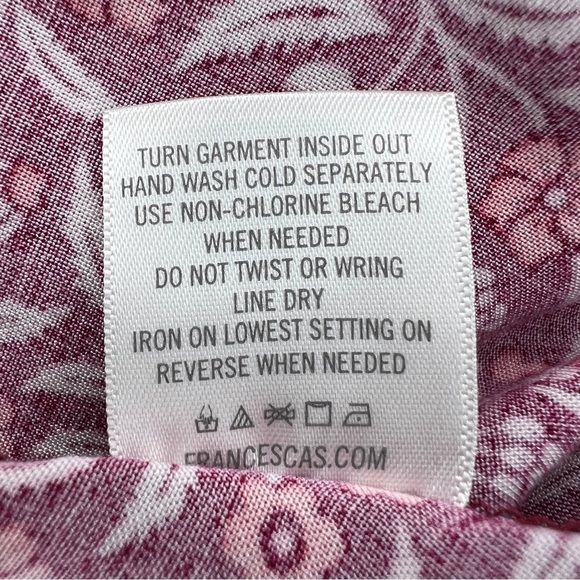 TURN GARMENT INSIDE OUT
HAND WASH COLD SEPARATELY
USE NON-CHLORINE BLEACH
WHEN NEEDED
DO NOT TWIST OR WRING
LINE DRY
IRON ON LOWEST SETTING ON
REVERSE WHEN NEEDED
FRANCESCAS.COM